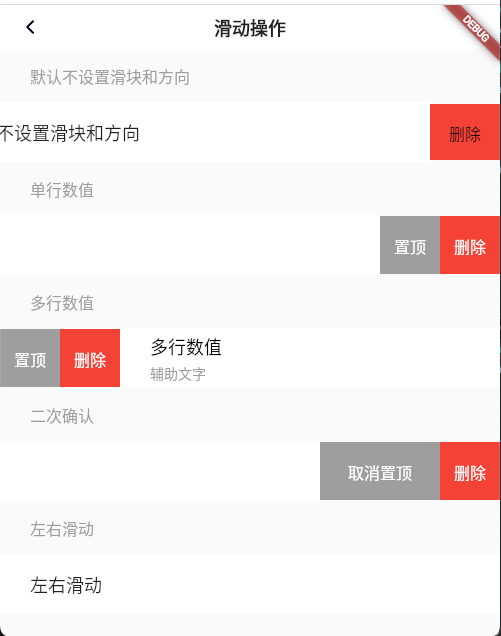 滑动操作
DEBUG
默认不设置滑块和方向
不设置滑块和方向
删除
单行数值
置顶
删除
多行数值
置顶
删除
多行数值
辅助文字
二次确认
取消置顶
删除
左右滑动
左右滑动